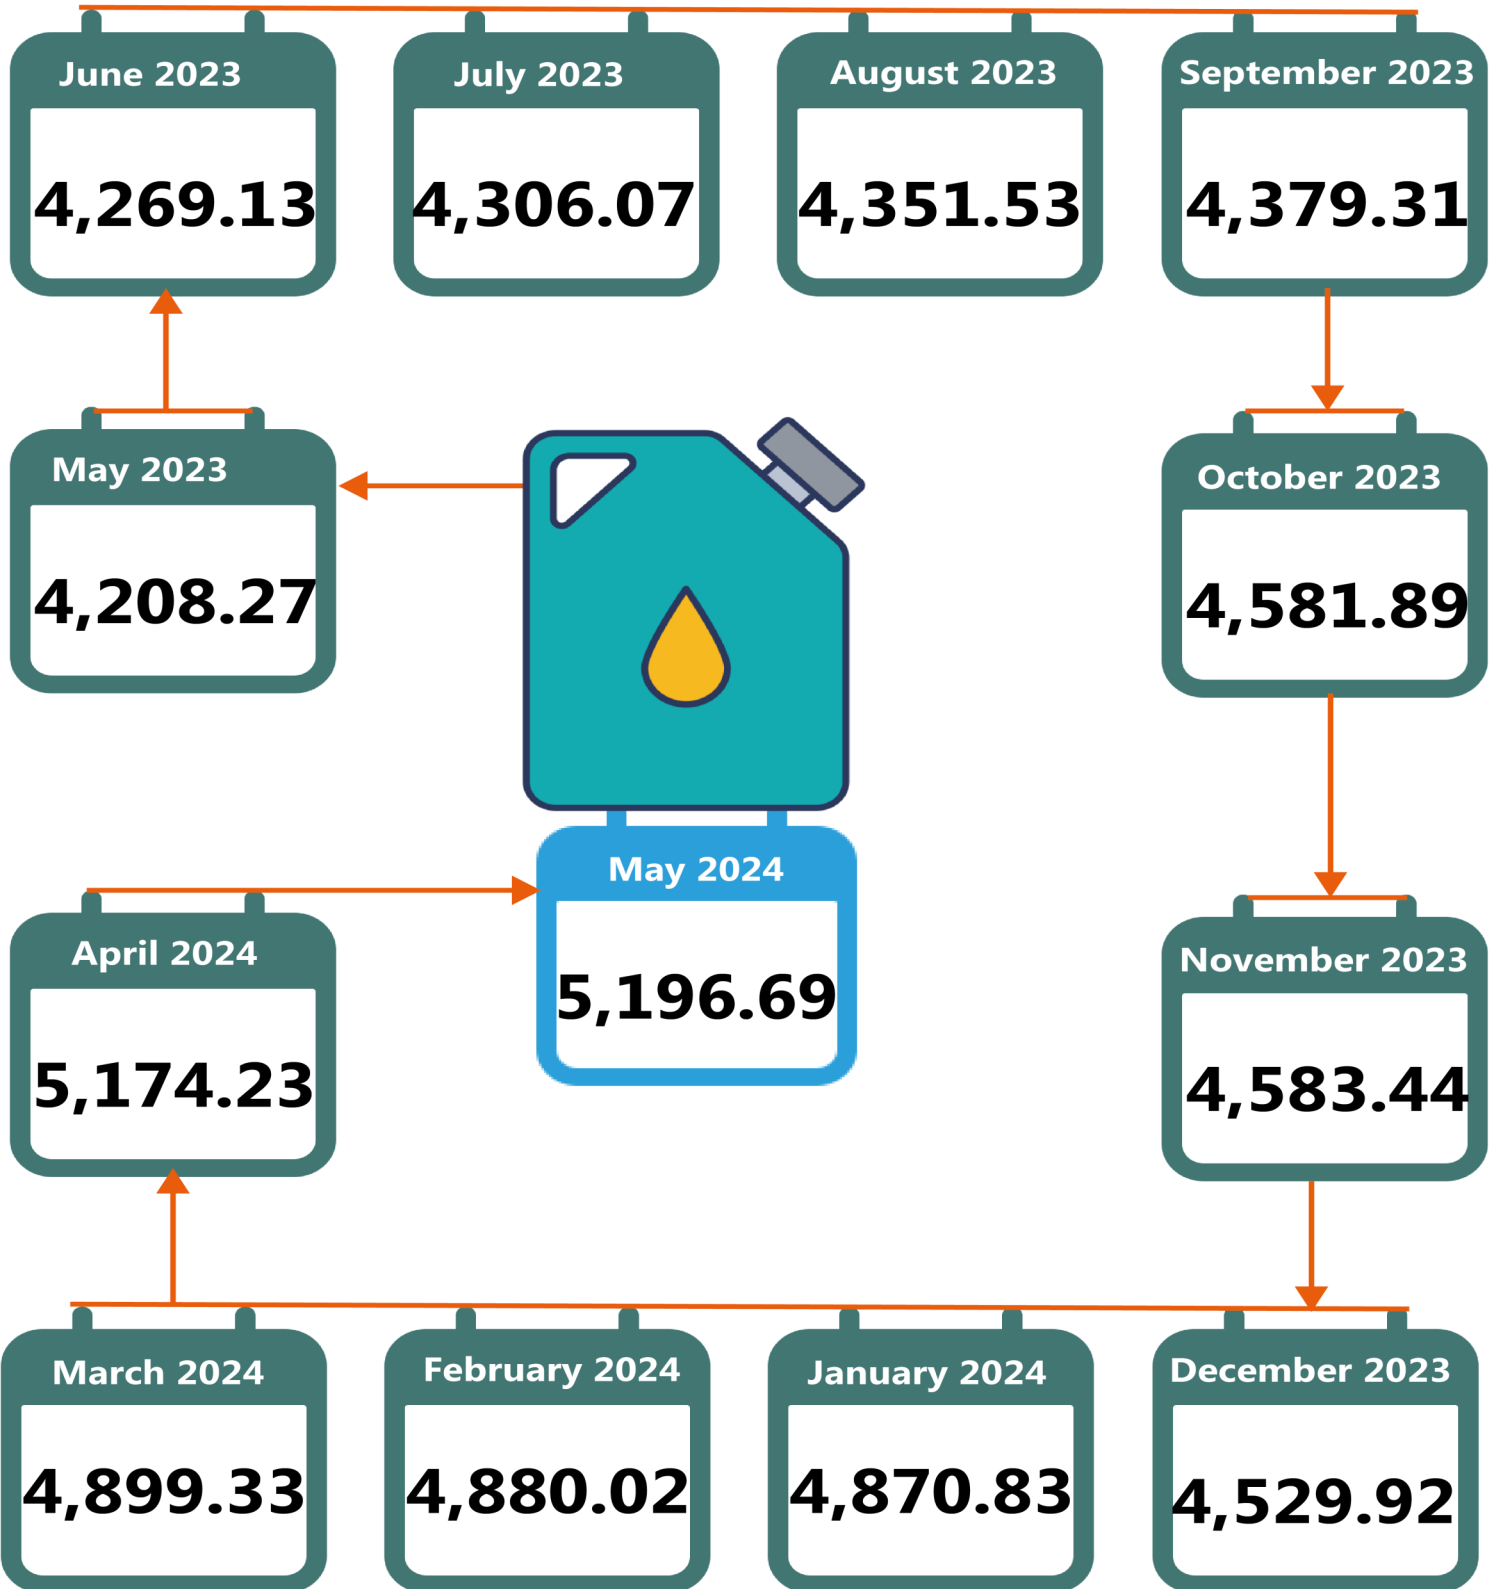 June 2023
4,269.13
July 2023
4,306.07
August 2023
4,351.53
September 2023
4,379.31
May 2023
4,208.27
October 2023
4,581.89
May 2024
5,196.69
April 2024
5,174.23
November 2023
4,583.44
March 2024
4,899.33
February 2024
4,880.02
January 2024
4,870.83
December 2023
4,529.92